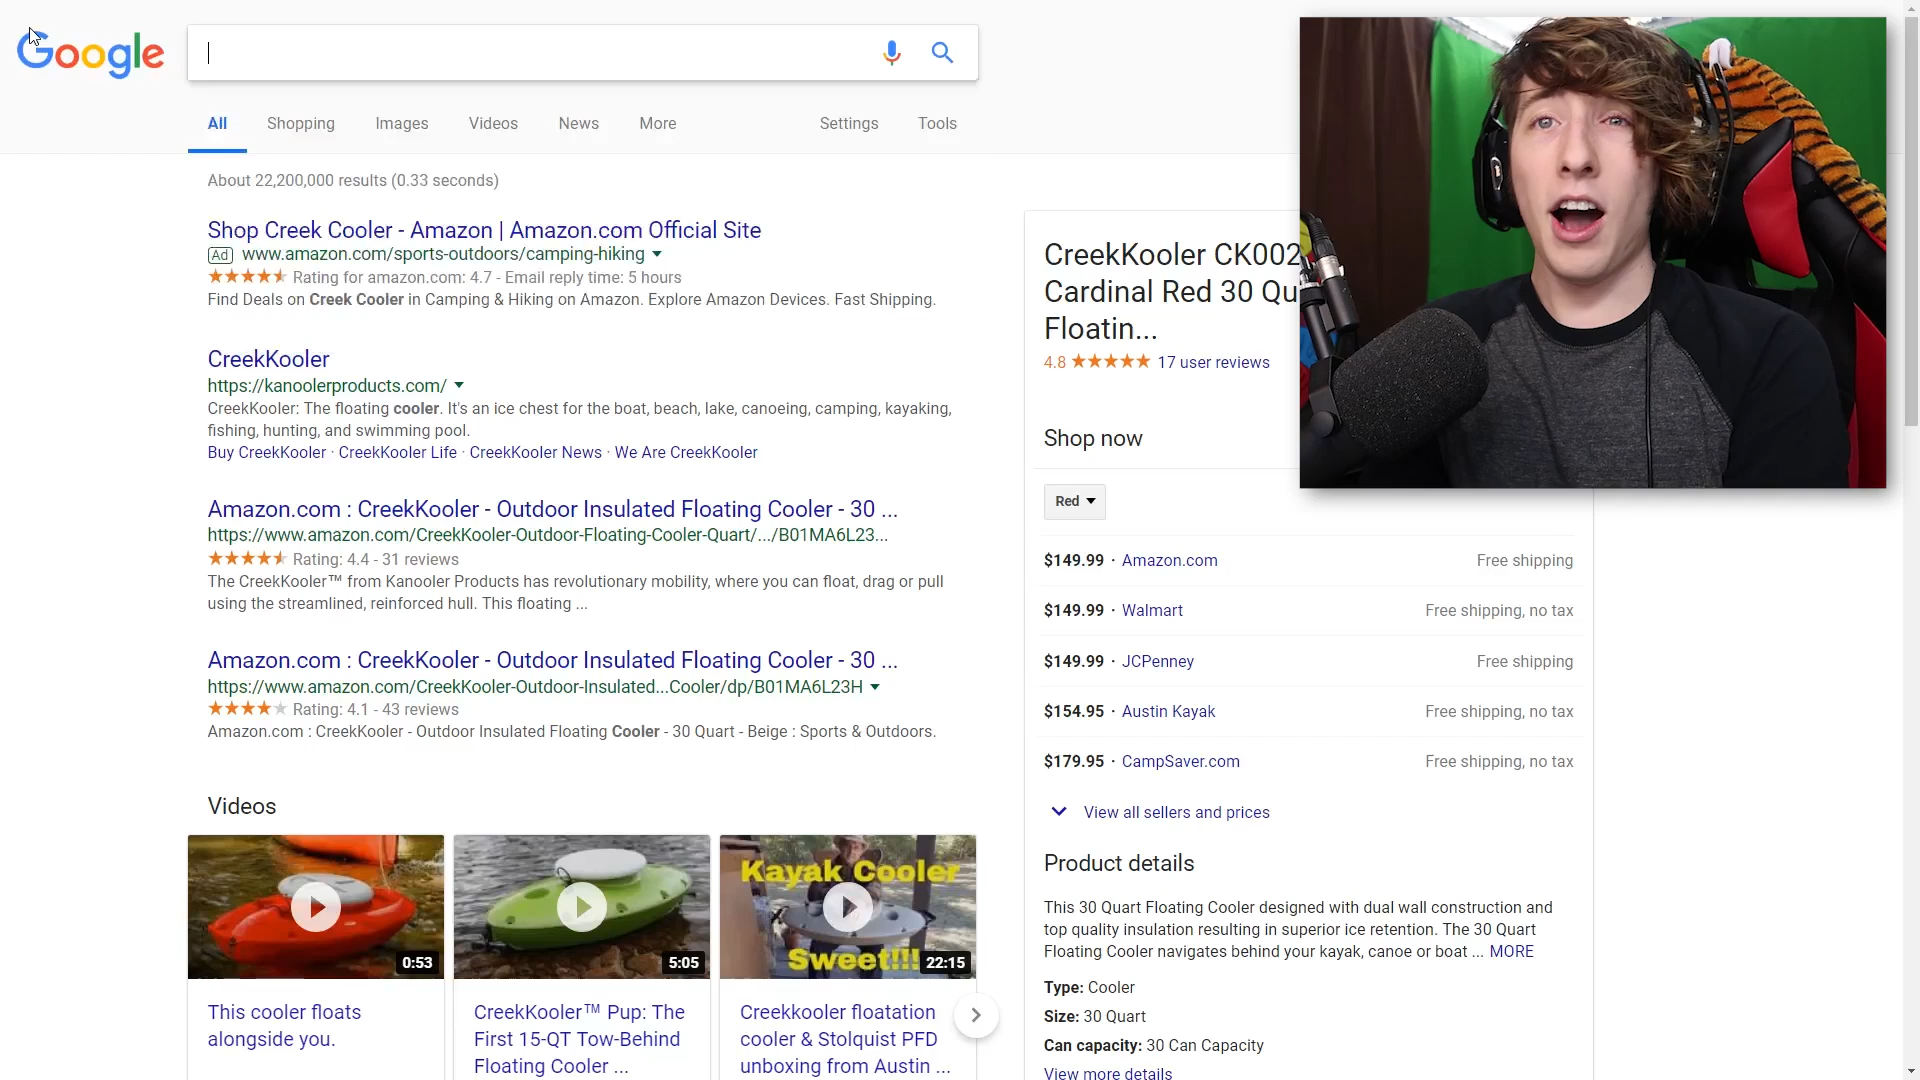 Google
All
Shopping
Images
Videos
News
More
Settings
Tools
About 22,200,000 results (0.33 seconds)
Shop Creek Cooler - Amazon | Amazon.com Official Site
Ad www.amazon.com/sports-outdoors/camping-hiking
Rating for amazon.com: 4.7 - Email reply time: 5 hours
Find Deals on Creek Cooler in Camping & Hiking on Amazon. Explore Amazon Devices. Fast Shipping.
CreekKooler
https://kanoolerproducts.com/
CreekKooler: The floating cooler. It's an ice chest for the boat, beach, lake, canoeing, camping, kayaking,
fishing, hunting, and swimming pool.
Buy CreekKooler · CreekKooler Life · CreekKooler News · We Are CreekKooler
Amazon.com : CreekKooler - Outdoor Insulated Floating Cooler - 30 ...
https://www.amazon.com/CreekKooler-Outdoor-Floating-Cooler-Quart/.../B01MA6L23...
Rating: 4.4 - 31 reviews
The CreekKooler™ from Kanooler Products has revolutionary mobility, where you can float, drag or pull
using the streamlined, reinforced hull. This floating ...
Amazon.com : CreekKooler - Outdoor Insulated Floating Cooler - 30 ...
https://www.amazon.com/CreekKooler-Outdoor-Insulated...Cooler/dp/B01MA6L23H
Rating: 4.1 - 43 reviews
Amazon.com : CreekKooler - Outdoor Insulated Floating Cooler - 30 Quart - Beige : Sports & Outdoors.
Videos
0:53
This cooler floats
alongside you.
5:05
CreekKooler™ Pup: The
First 15-QT Tow-Behind
Floating Cooler ...
Kayak Cooler
Sweet!!!
22:15
Creekkooler floatation
cooler & Stolquist PFD
unboxing from Austin ...
CreekKooler CK002
Cardinal Red 30 Qu
Floatin...
4.8 17 user reviews
Shop now
Red
$149.99 · Amazon.com Free shipping
$149.99 · Walmart Free shipping, no tax
$149.99 · JCPenney Free shipping
$154.95 · Austin Kayak Free shipping, no tax
$179.95 · CampSaver.com Free shipping, no tax
View all sellers and prices
Product details
This 30 Quart Floating Cooler designed with dual wall construction and
top quality insulation resulting in superior ice retention. The 30 Quart
Floating Cooler navigates behind your kayak, canoe or boat ... MORE
Type: Cooler
Size: 30 Quart
Can capacity: 30 Can Capacity
View more details